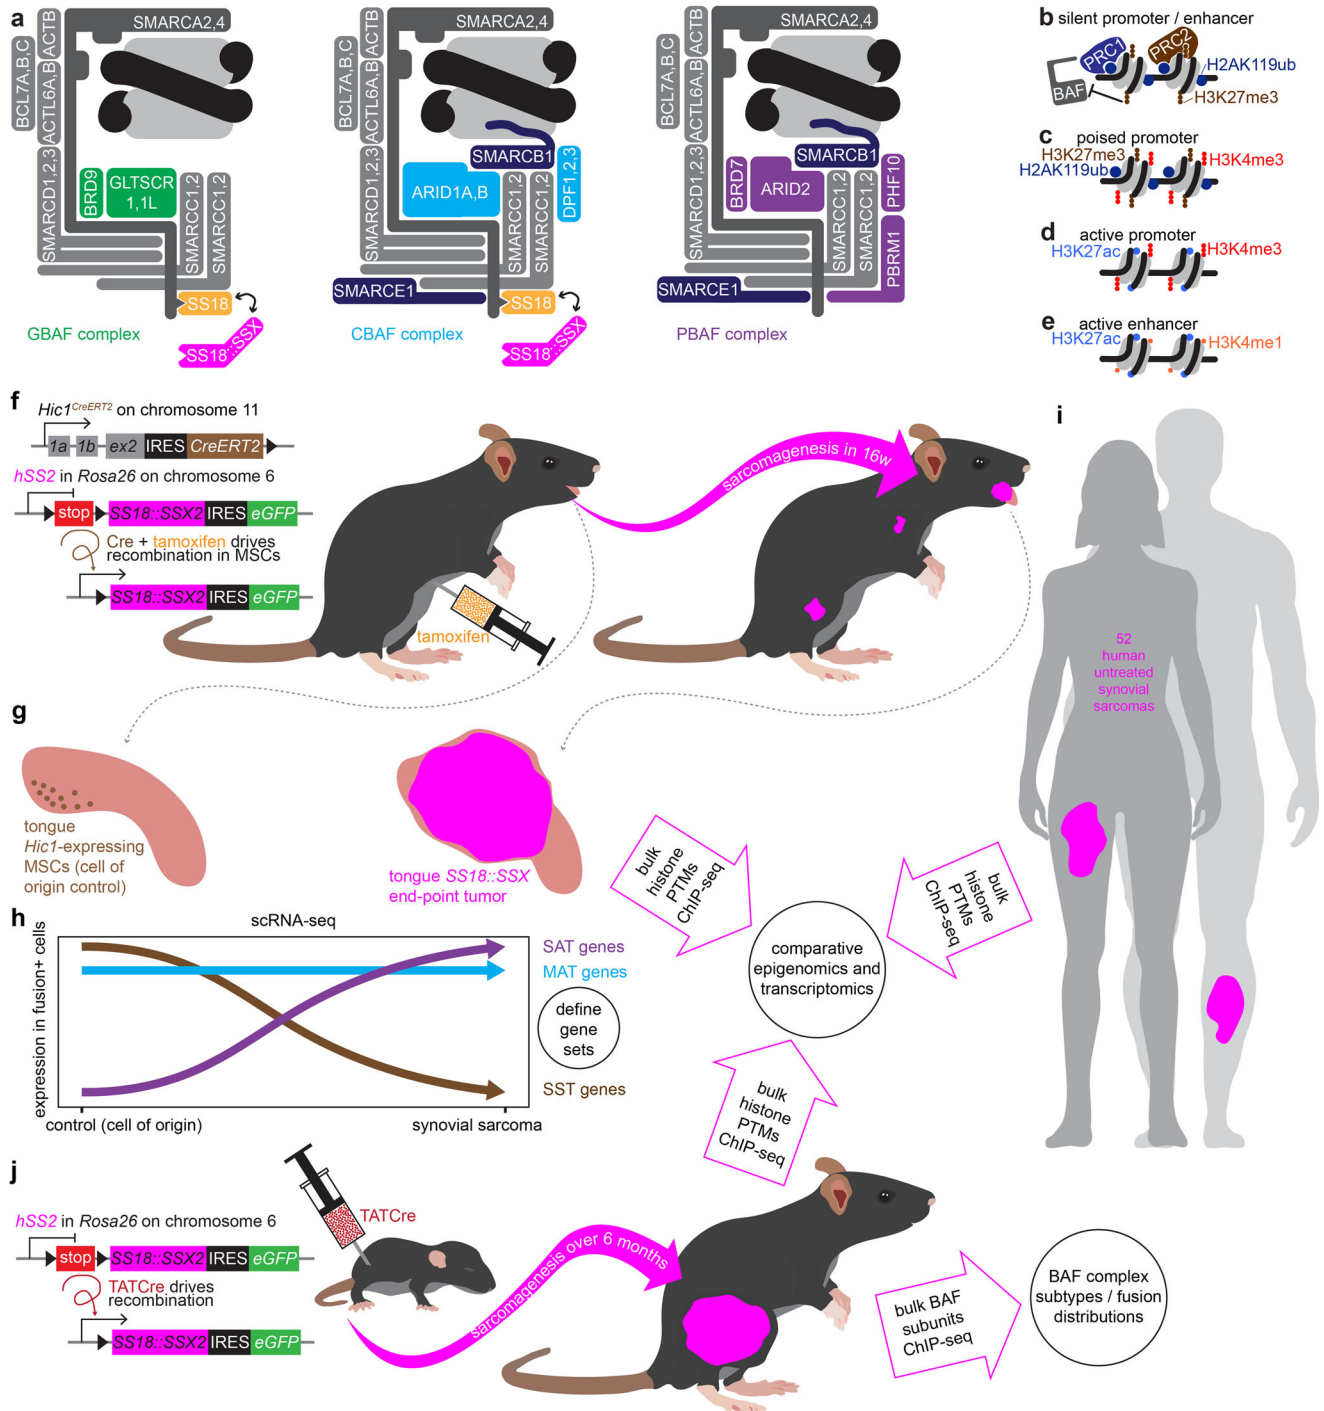 a
BCL7A,B,C
ACTL6A,B
ACTB
SMARCD1,2,3
SMARCA2,4
BRD9
GLTSCR
1,1L
SMARCC1,2
SMARCC1,2
SS18
SS18::SSX
GBAF complex
BCL7A,B,C
ACTL6A,B
ACTB
SMARCD1,2,3
SMARCA2,4
SMARCB1
ARID1A,B
DPF1,2,3
SMARCC1,2
SMARCC1,2
SMARCE1
SS18
SS18::SSX
CBAF complex
BCL7A,B,C
ACTL6A,B
ACTB
SMARCD1,2,3
SMARCA2,4
SMARCB1
BRD7
ARID2
PHF10
SMARCC1,2
SMARCC1,2
PBRM1
SMARCE1
PBAF complex
b silent promoter / enhancer
PRC1
PRC2
H2AK119ub
BAF
H3K27me3
c poised promoter
H3K27me3
H3K4me3
H2AK119ub
d active promoter
H3K27ac
H3K4me3
e active enhancer
H3K27ac
H3K4me1
f
Hic1CreERT2 on chromosome 11
1a 1b ex2 IRES CreERT2
hSS2 in Rosa26 on chromosome 6
stop SS18::SSX2 IRES eGFP
Cre + tamoxifen drives
recombination in MSCs
SS18::SSX2 IRES eGFP
tamoxifen
sarcomagenesis in 16w
g
tongue
Hic1-expressing
MSCs (cell of
origin control)
tongue SS18::SSX
end-point tumor
bulk
histone
PTMs
ChIP-seq
h
scRNA-seq
expression in fusion+ cells
SAT genes
MAT genes
define
gene
sets
SST genes
control (cell of origin)
synovial sarcoma
comparative
epigenomics and
transcriptomics
i
52
human
untreated
synovial
sarcomas
bulk
histone
PTMs
ChIP-seq
bulk
histone
PTMs
ChIP-seq
j
hSS2 in Rosa26 on chromosome 6
stop SS18::SSX2 IRES eGFP
TATCre drives
recombination
SS18::SSX2 IRES eGFP
TATCre
sarcomagenesis over 6 months
bulk BAF
subunits
ChIP-seq
BAF complex
subtypes / fusion
distributions